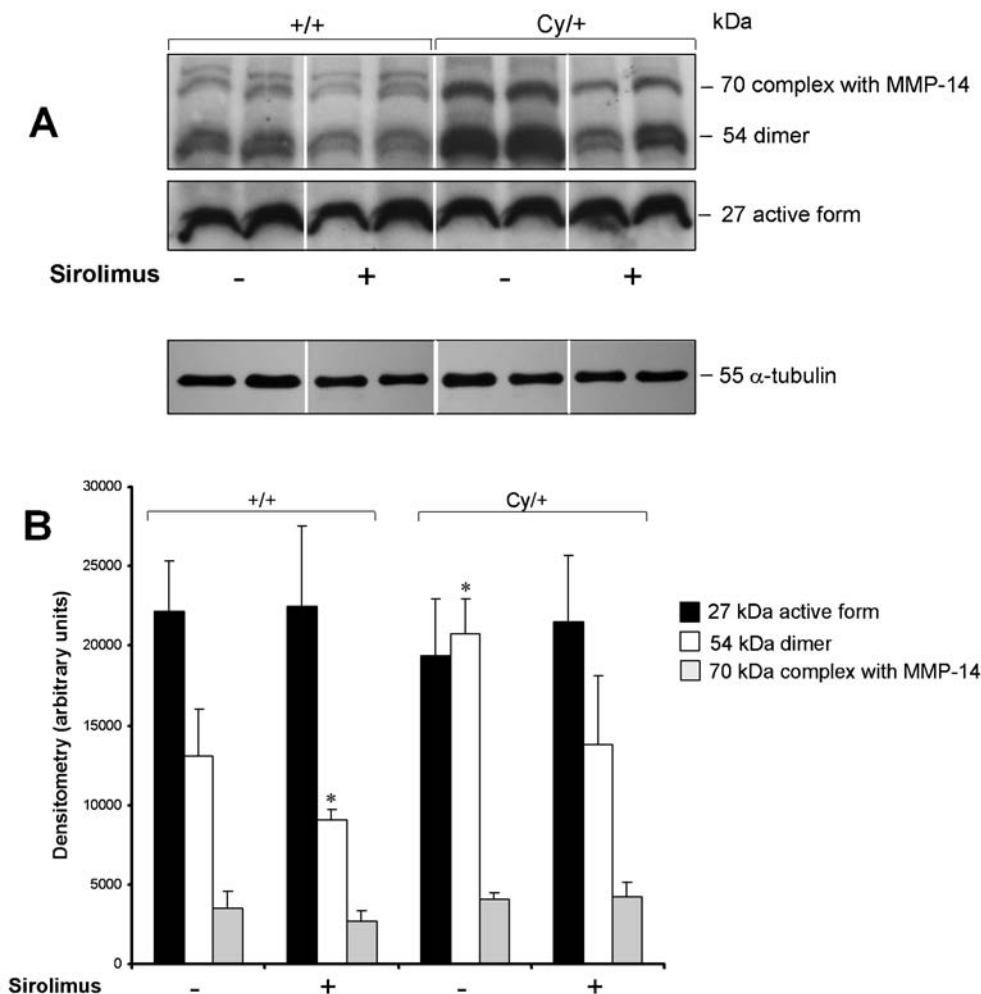 +/+ Cy/+ kDa
A
70 complex with MMP-14
54 dimer
27 active form
Sirolimus - + - +
55 α-tubulin
B
+/+ Cy/+
Densitometry (arbitrary units)
30000
25000
20000
15000
10000
5000
0
* *
27 kDa active form
54 kDa dimer
70 kDa complex with MMP-14
Sirolimus - + - +